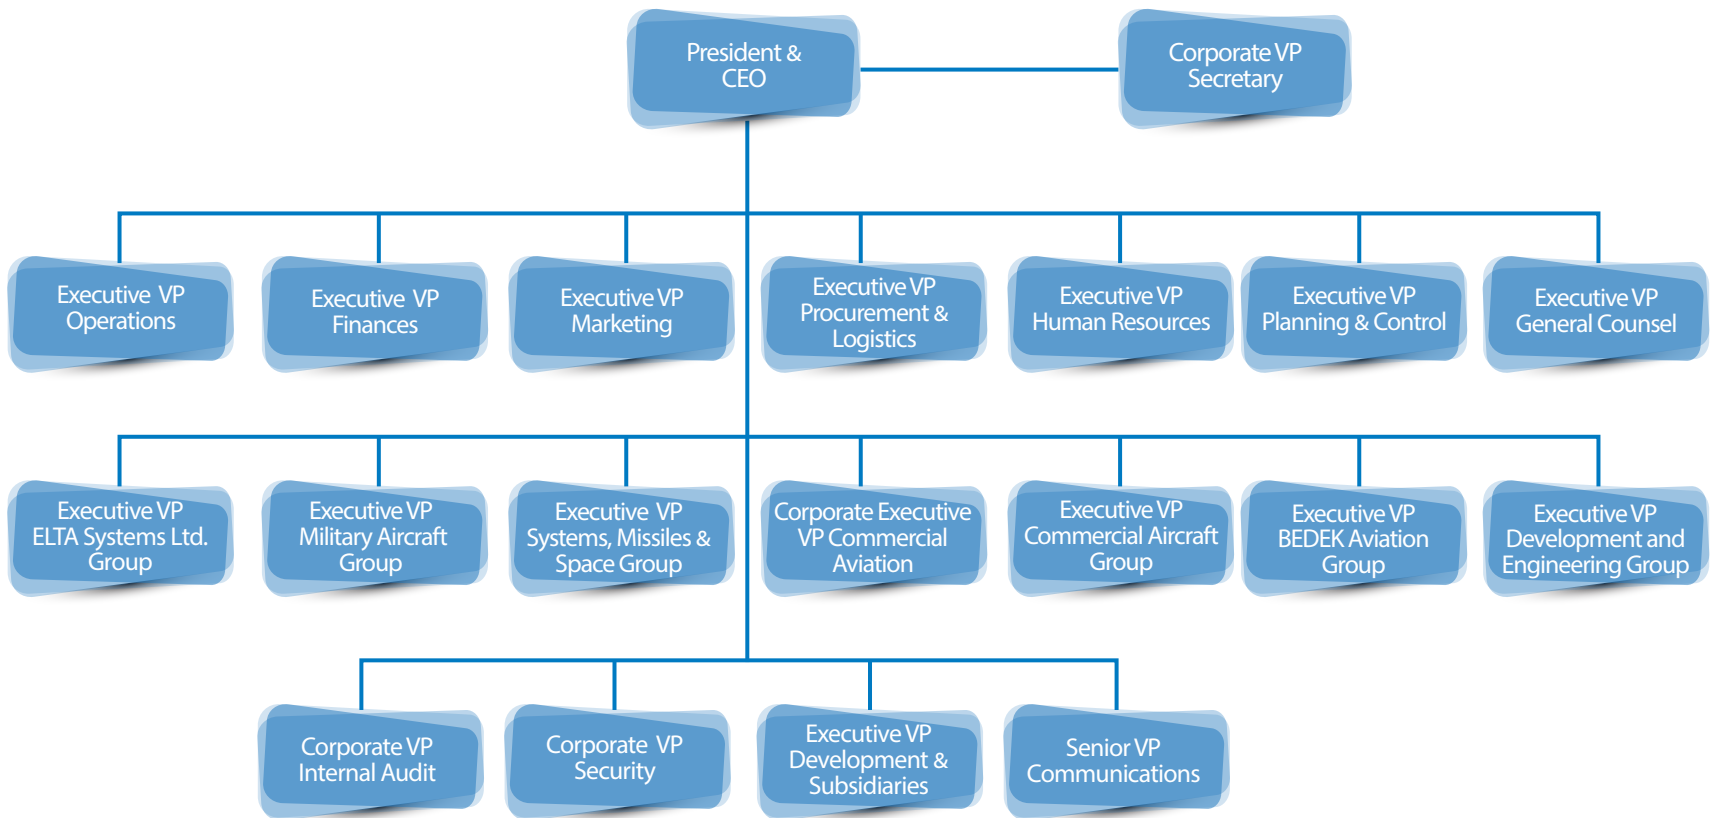 President &
CEO
Corporate VP
Secretary
Executive VP
Operations
Executive VP
Finances
Executive VP
Marketing
Executive VP
Procurement &
Logistics
Executive VP
Human Resources
Executive VP
Planning & Control
Executive VP
General Counsel
Executive VP
ELTA Systems Ltd.
Group
Executive VP
Military Aircraft
Group
Executive VP
Systems, Missiles &
Space Group
Corporate Executive
VP Commercial
Aviation
Executive VP
Commercial Aircraft
Group
Executive VP
BEDEK Aviation
Group
Executive VP
Development and
Engineering Group
Corporate VP
Internal Audit
Corporate VP
Security
Executive VP
Development &
Subsidiaries
Senior VP
Communications